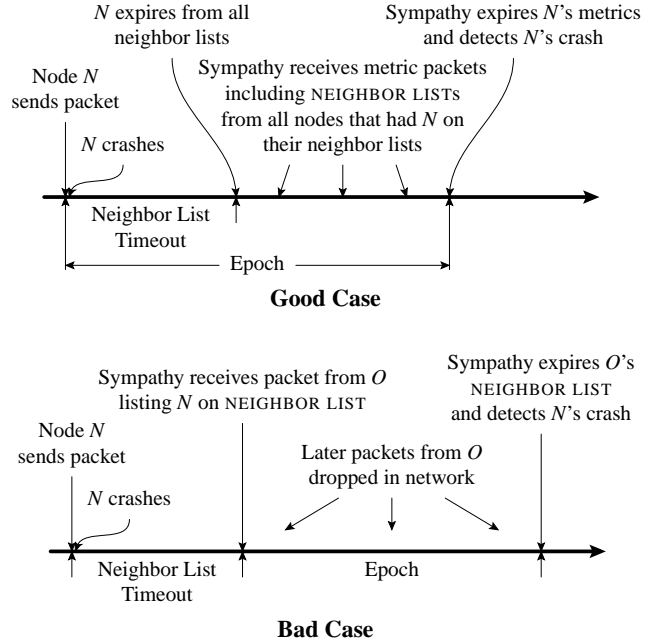 N expires from all
neighbor lists
Sympathy expires N's metrics
and detects N's crash
Node N
sends packet
Sympathy receives metric packets
including NEIGHBOR LISTs
from all nodes that had N on
their neighbor lists
N crashes
Neighbor List
Timeout
Epoch
Good Case
Sympathy receives packet from O
listing N on NEIGHBOR LIST
Sympathy expires O's
NEIGHBOR LIST
and detects N's crash
Node N
sends packet
Later packets from O
dropped in network
N crashes
Neighbor List
Timeout
Epoch
Bad Case